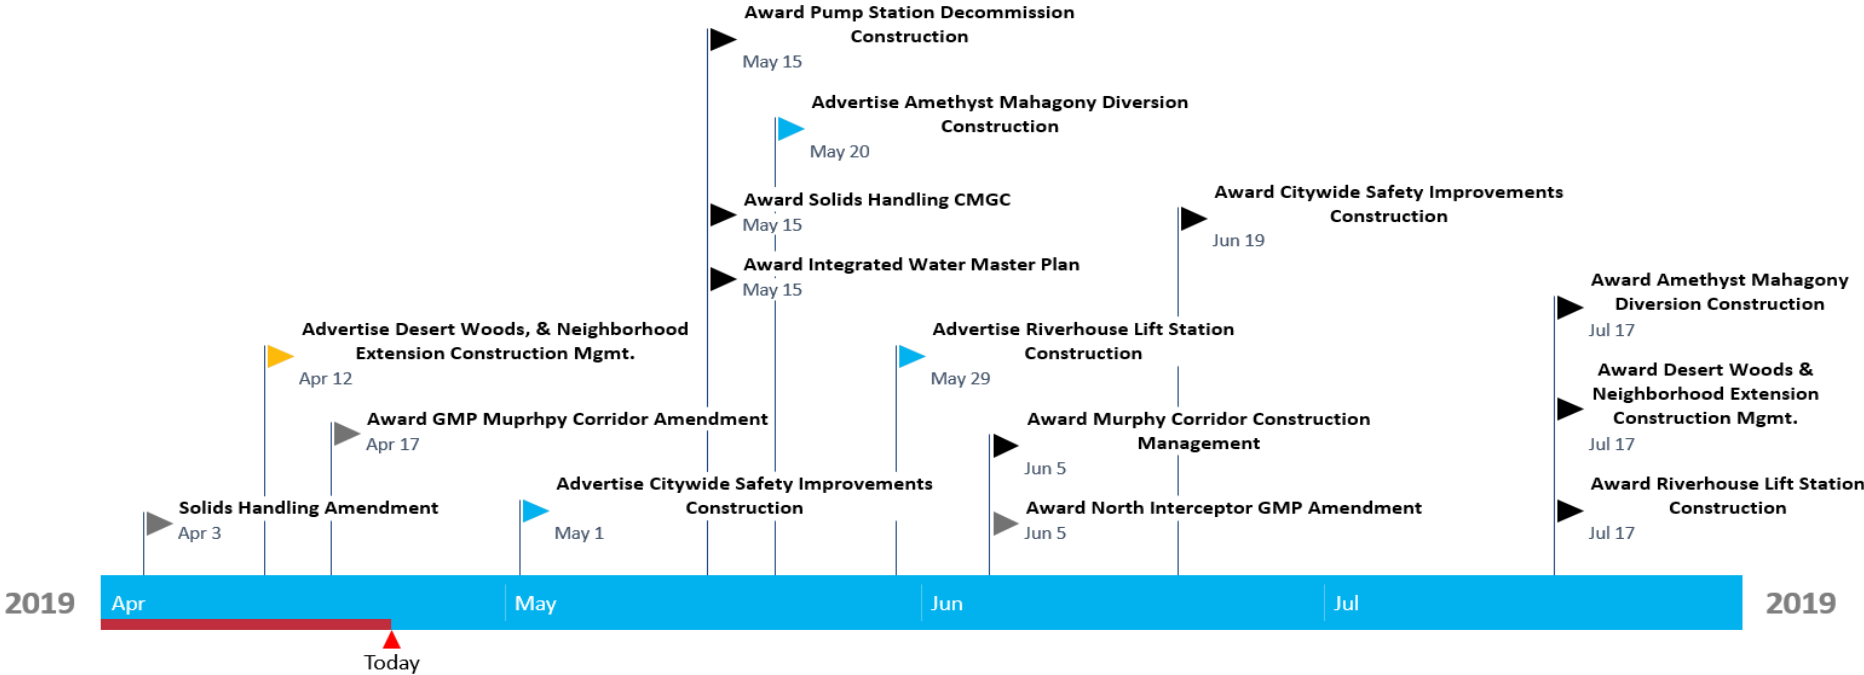 Award Pump Station Decommission
Construction
May 15
Advertise Amethyst Mahagony Diversion
Construction
May 20
Award Solids Handling CMGC
May 15
Award Citywide Safety Improvements
Construction
Jun 19
Award Integrated Water Master Plan
May 15
Award Amethyst Mahagony
Diversion Construction
Jul 17
Advertise Desert Woods, & Neighborhood
Extension Construction Mgmt.
Apr 12
Advertise Riverhouse Lift Station
Construction
May 29
Award Desert Woods &
Neighborhood Extension
Construction Mgmt.
Jul 17
Award GMP Muprhpy Corridor Amendment
Apr 17
Award Murphy Corridor Construction
Management
Jun 5
Advertise Citywide Safety Improvements
Construction
May 1
Award Riverhouse Lift Station
Construction
Jul 17
Solids Handling Amendment
Apr 3
Award North Interceptor GMP Amendment
Jun 5
2019 Apr May Jun Jul 2019
Today